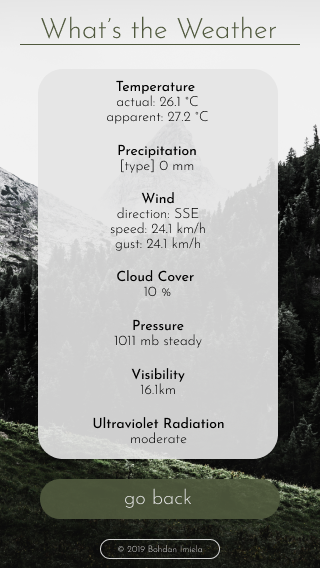 What's the Weather
Temperature
actual: 26.1 °C
apparent: 27.2 °C
Precipitation
[type] 0 mm
Wind
direction: SSE
speed: 24.1 km/h
gust: 24.1 km/h
Cloud Cover
10 %
Pressure
1011 mb steady
Visibility
16.1km
Ultraviolet Radiation
moderate
go back
© 2019 Bohdan Imiela